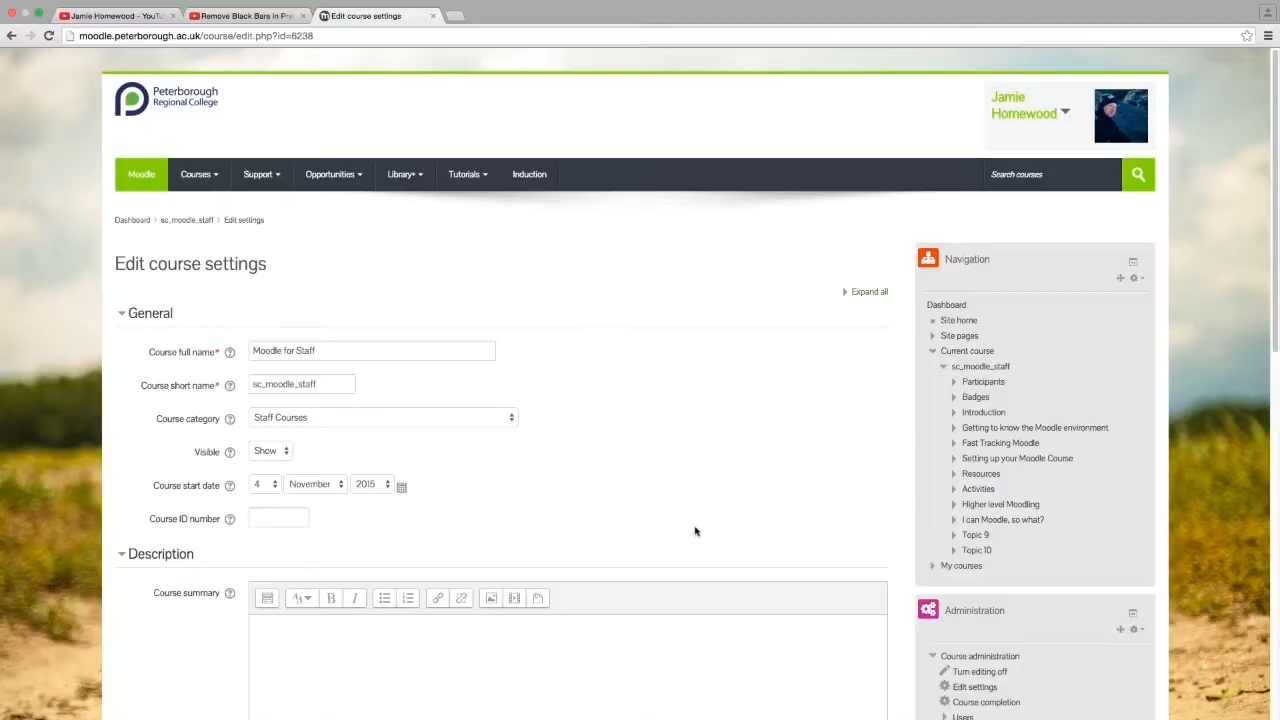 Jamie Homewood - YouTu
Remove Black Bars in Pre
Edit course settings
moodle.peterborough.ac.uk/course/edit.php?id=6238
Peterborough
Regional College
Jamie
Homewood
Moodle
Courses
Support
Opportunities
Library+
Tutorials
Induction
Search courses
Dashboard
sc_moodle_staff
Edit settings
Edit course settings
Expand all
General
Course full name*
Moodle for Staff
Course short name*
sc_moodle_staff
Course category
Staff Courses
Visible
Show
Course start date
4
November
2015
Course ID number
Description
Course summary
Navigation
Dashboard
Site home
Site pages
Current course
sc_moodle_staff
Participants
Badges
Introduction
Getting to know the Moodle environment
Fast Tracking Moodle
Setting up your Moodle Course
Resources
Activities
Higher level Moodling
I can Moodle, so what?
Topic 9
Topic 10
My courses
Administration
Course administration
Turn editing off
Edit settings
Course completion
Users